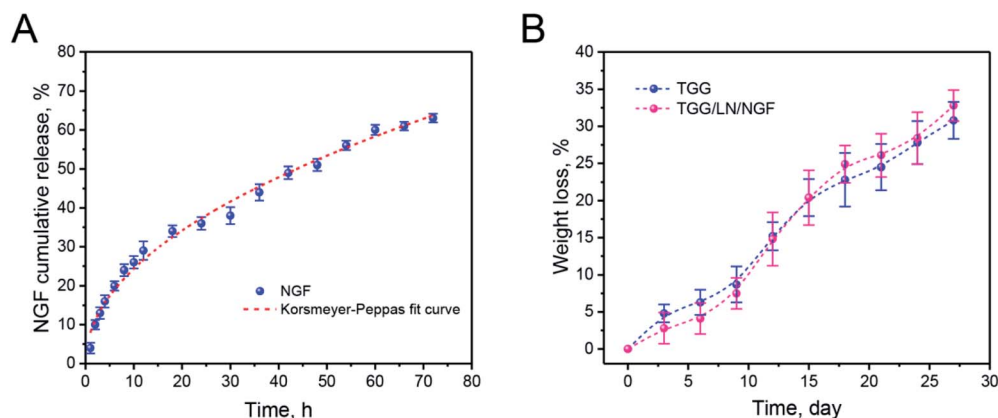 A
NGF cumulative release, %
80
70
60
50
40
30
20
10
0
0 10 20 30 40 50 60 70 80
Time, h
NGF
Korsmeyer-Peppas fit curve
B
Weight loss, %
40
35
30
25
20
15
10
5
0
0 5 10 15 20 25 30
Time, day
TGG
TGG/LN/NGF